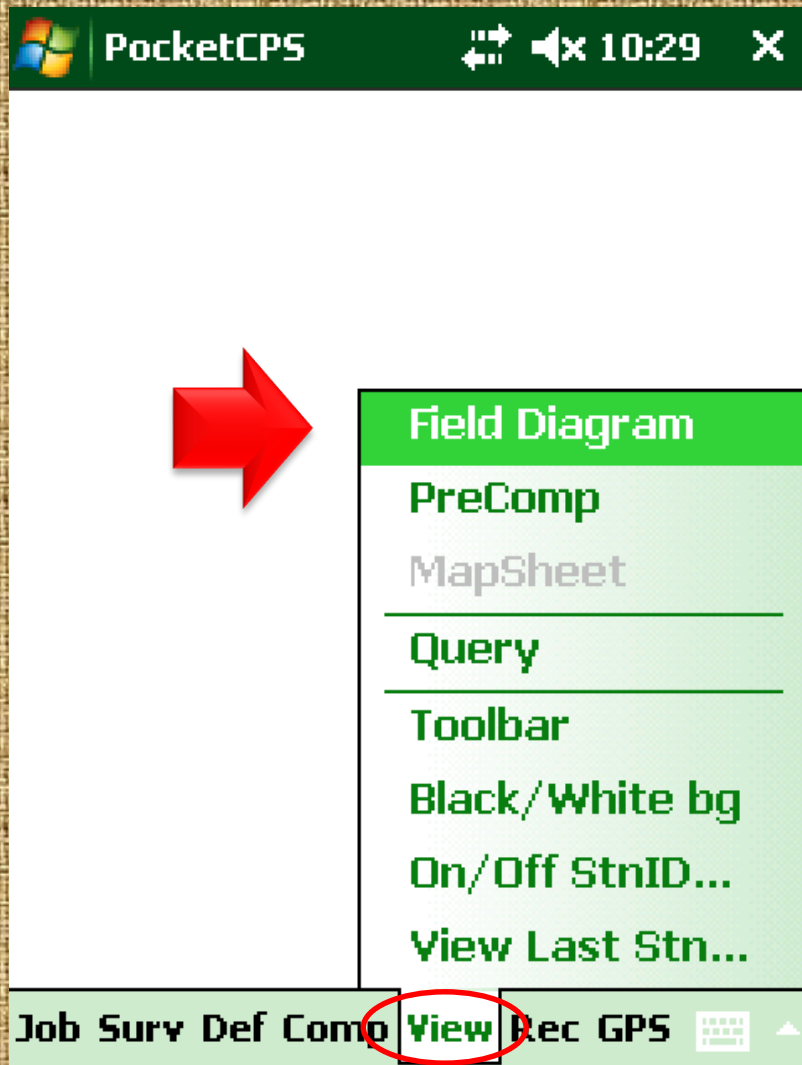 PocketCPS 10:29
Field Diagram
PreComp
MapSheet
Query
Toolbar
Black/White bg
On/Off StnID...
View Last Stn...
Job Surv Def Comp View Rec GPS